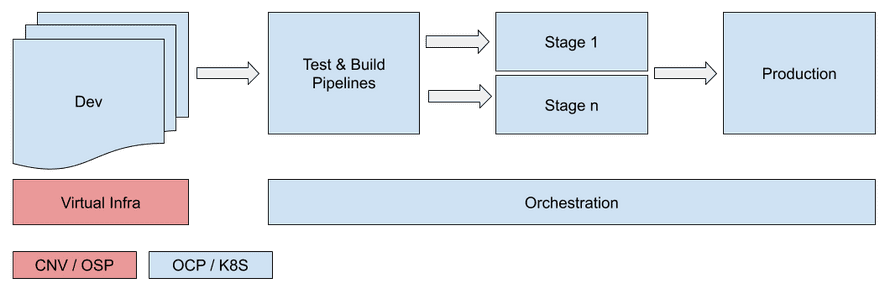 Dev
Test & Build
Pipelines
Stage 1
Stage n
Production
Virtual Infra
Orchestration
CNV / OSP
OCP / K8S